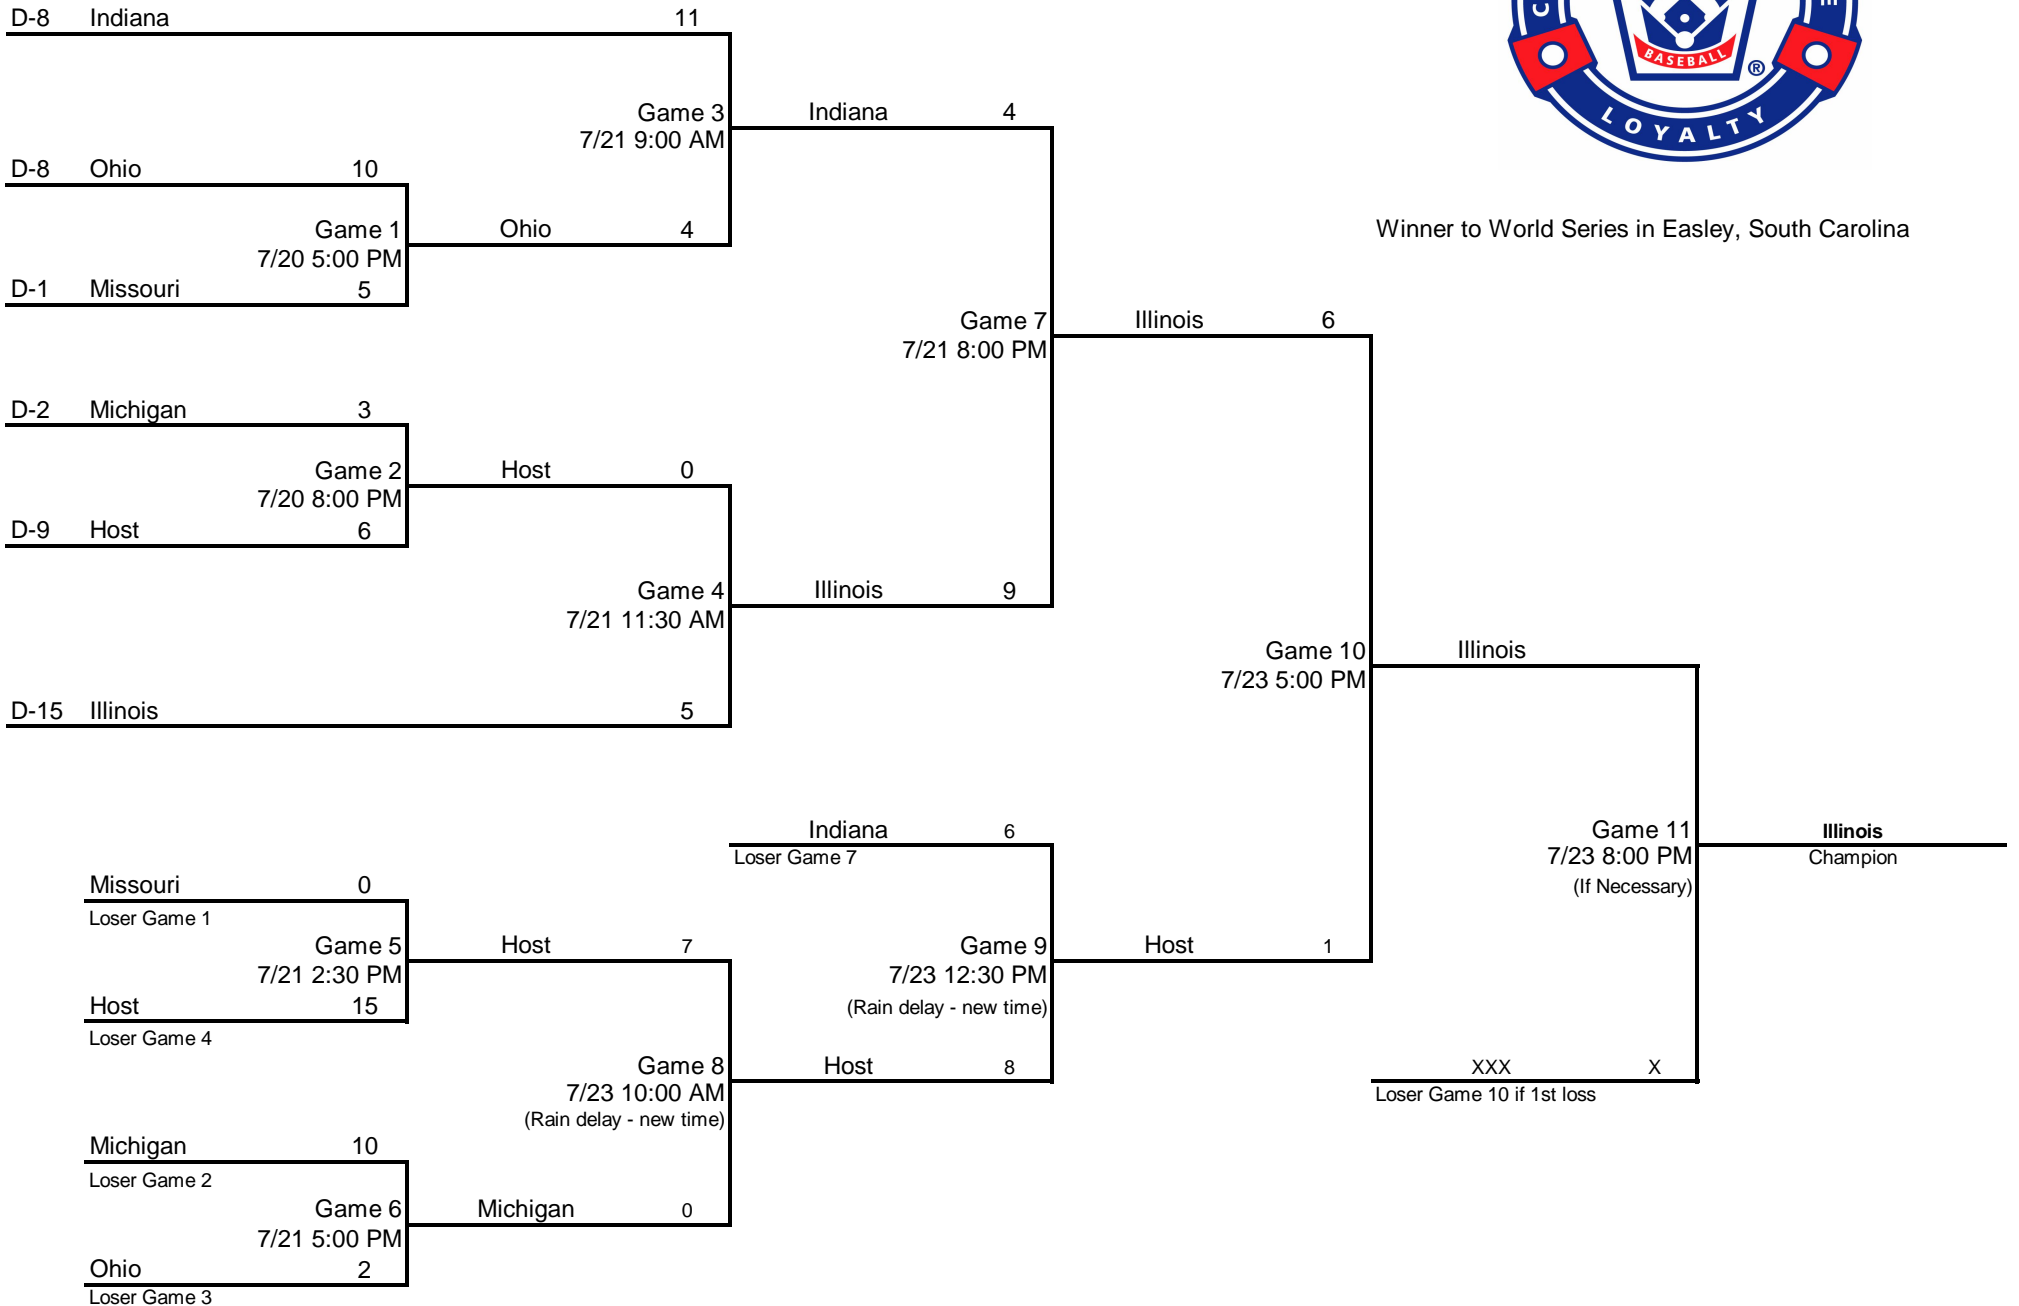 D-8 Indiana 11
BASEBALL ®
LOYALTY
Game 3
7/21 9:00 AM
Indiana 4
D-8 Ohio 10
Game 1
7/20 5:00 PM
Ohio 4
D-1 Missouri 5
Winner to World Series in Easley, South Carolina
Game 7
7/21 8:00 PM
Illinois 6
D-2 Michigan 3
Game 2
7/20 8:00 PM
Host 0
D-9 Host 6
Game 4
7/21 11:30 AM
Illinois 9
D-15 Illinois 5
Game 10
7/23 5:00 PM
Illinois
Indiana 6
Loser Game 7
Game 11
7/23 8:00 PM
(If Necessary)
Illinois
Champion
Missouri 0
Loser Game 1
Game 5
7/21 2:30 PM
Host 7
Host 15
Loser Game 4
Game 9
7/23 12:30 PM
(Rain delay - new time)
Host 1
Game 8
7/23 10:00 AM
(Rain delay - new time)
Host 8
XXX X
Loser Game 10 if 1st loss
Michigan 10
Loser Game 2
Game 6
7/21 5:00 PM
Michigan 0
Ohio 2
Loser Game 3